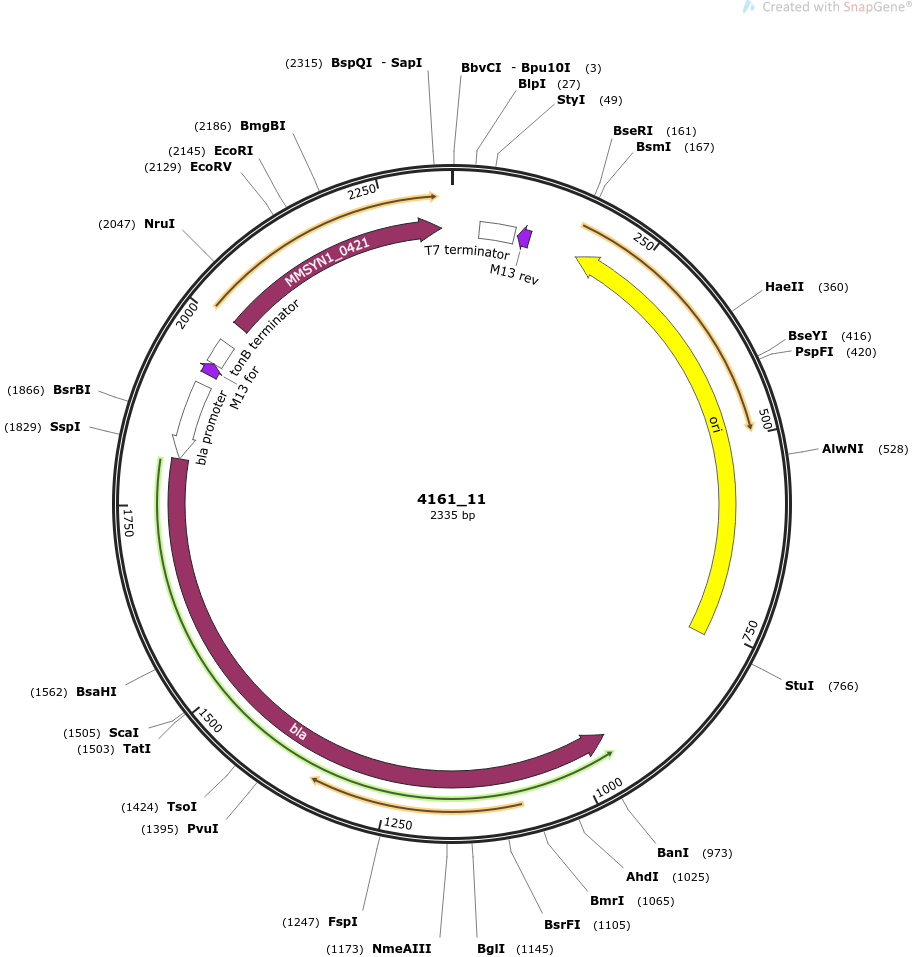 Created with SnapGene®
(2315) BspQI - SapI
BbvCI - Bpu10I (3)
BlpI (27)
StyI (49)
(2186) BmgBI
BseRI (161)
(2145) EcoRI
BsmI (167)
(2129) EcoRV
2250
(2047) NruI
250
MMSYN1_0421
T7 terminator
M13 rev
HaeII (360)
2000
tonB terminator
BseYI (416)
PspFI (420)
M13 for
(1866) BsrBI
bla promoter
ori
500
(1829) SspI
AlwNI (528)
4161_11
2335 bp
1750
750
StuI (766)
(1562) BsaHI
1500
bla
(1505) ScaI
(1503) TatI
1000
(1424) TsoI
1250
(1395) PvuI
BanI (973)
AhdI (1025)
BmrI (1065)
(1247) FspI
BsrFI (1105)
(1173) NmeAIII
BglI (1145)